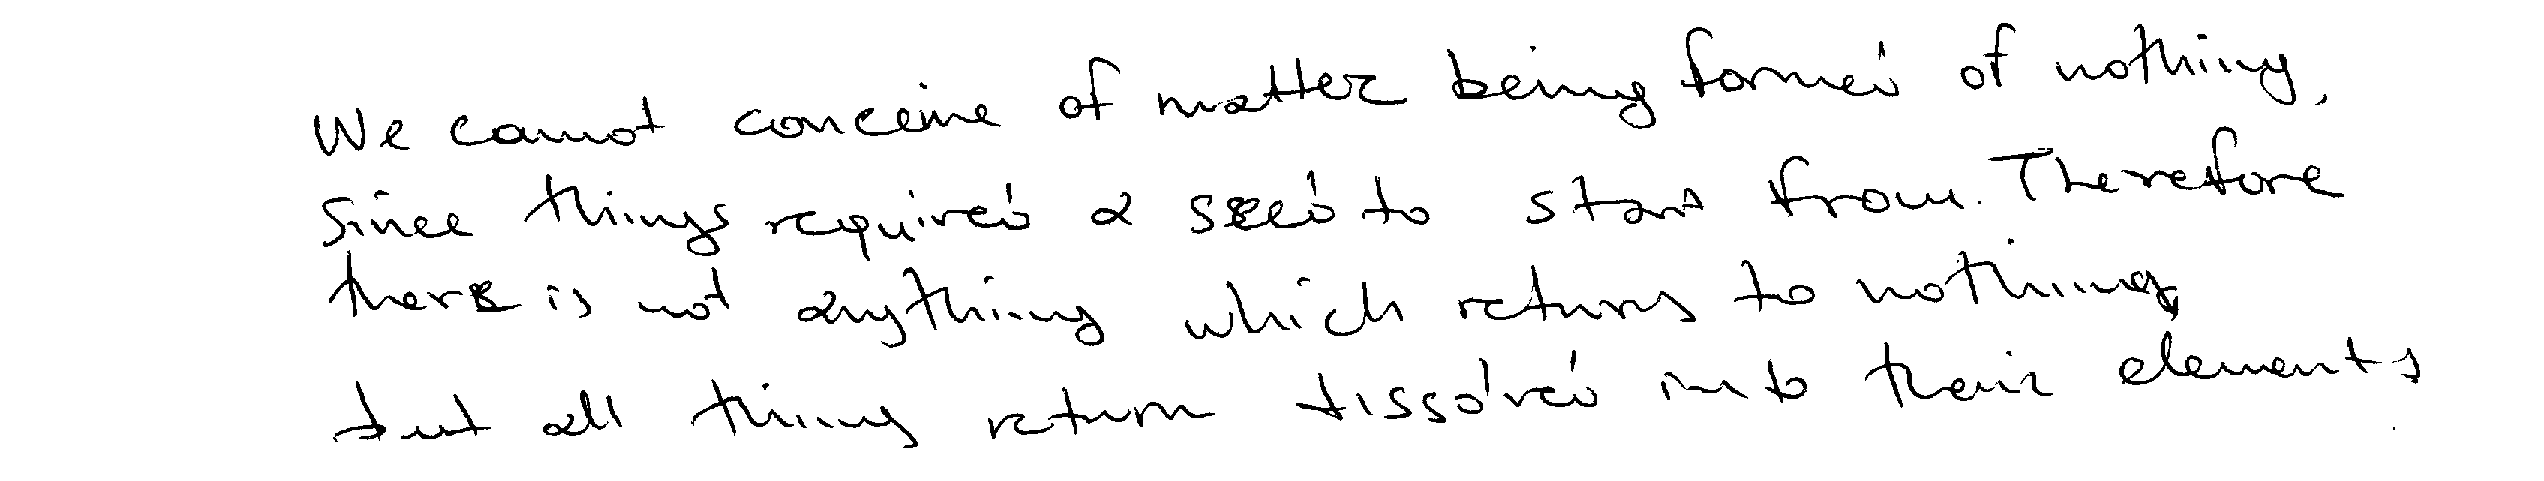 We cannot conceive of matter being formed of nothing,
since things required a seed to start from. Therefore
there is not anything which returns to nothing,
but all things return dissolved into their elements